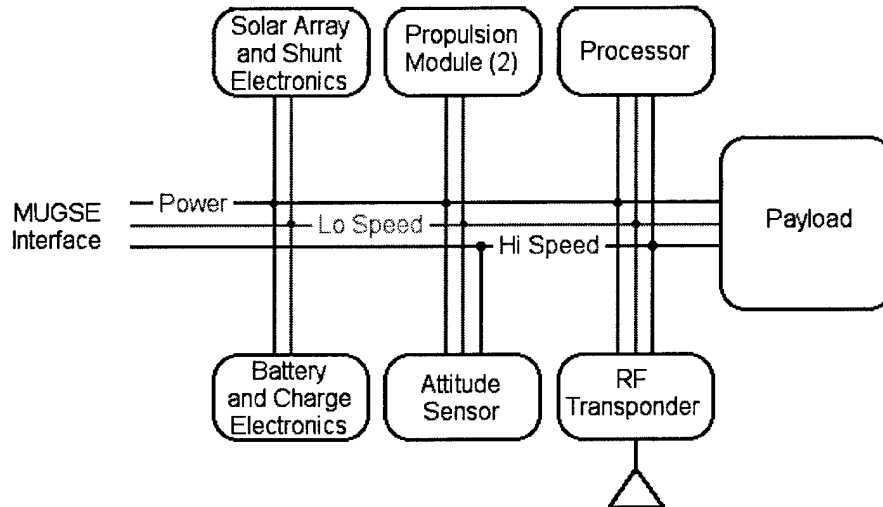 Solar Array
and Shunt
Electronics
Propulsion
Module (2)
Processor
MUGSE
Interface
Power
Lo Speed
Hi Speed
Payload
Battery
and Charge
Electronics
Attitude
Sensor
RF
Transponder